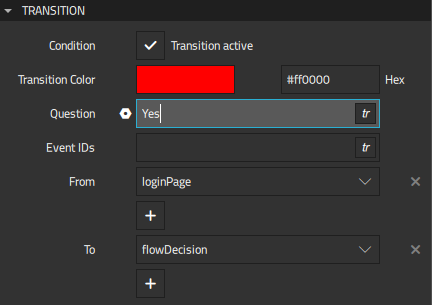 TRANSITION
Condition Transition active
Transition Color #ff0000 Hex
Question Yes tr
Event IDs tr
From loginPage
+
To flowDecision
+